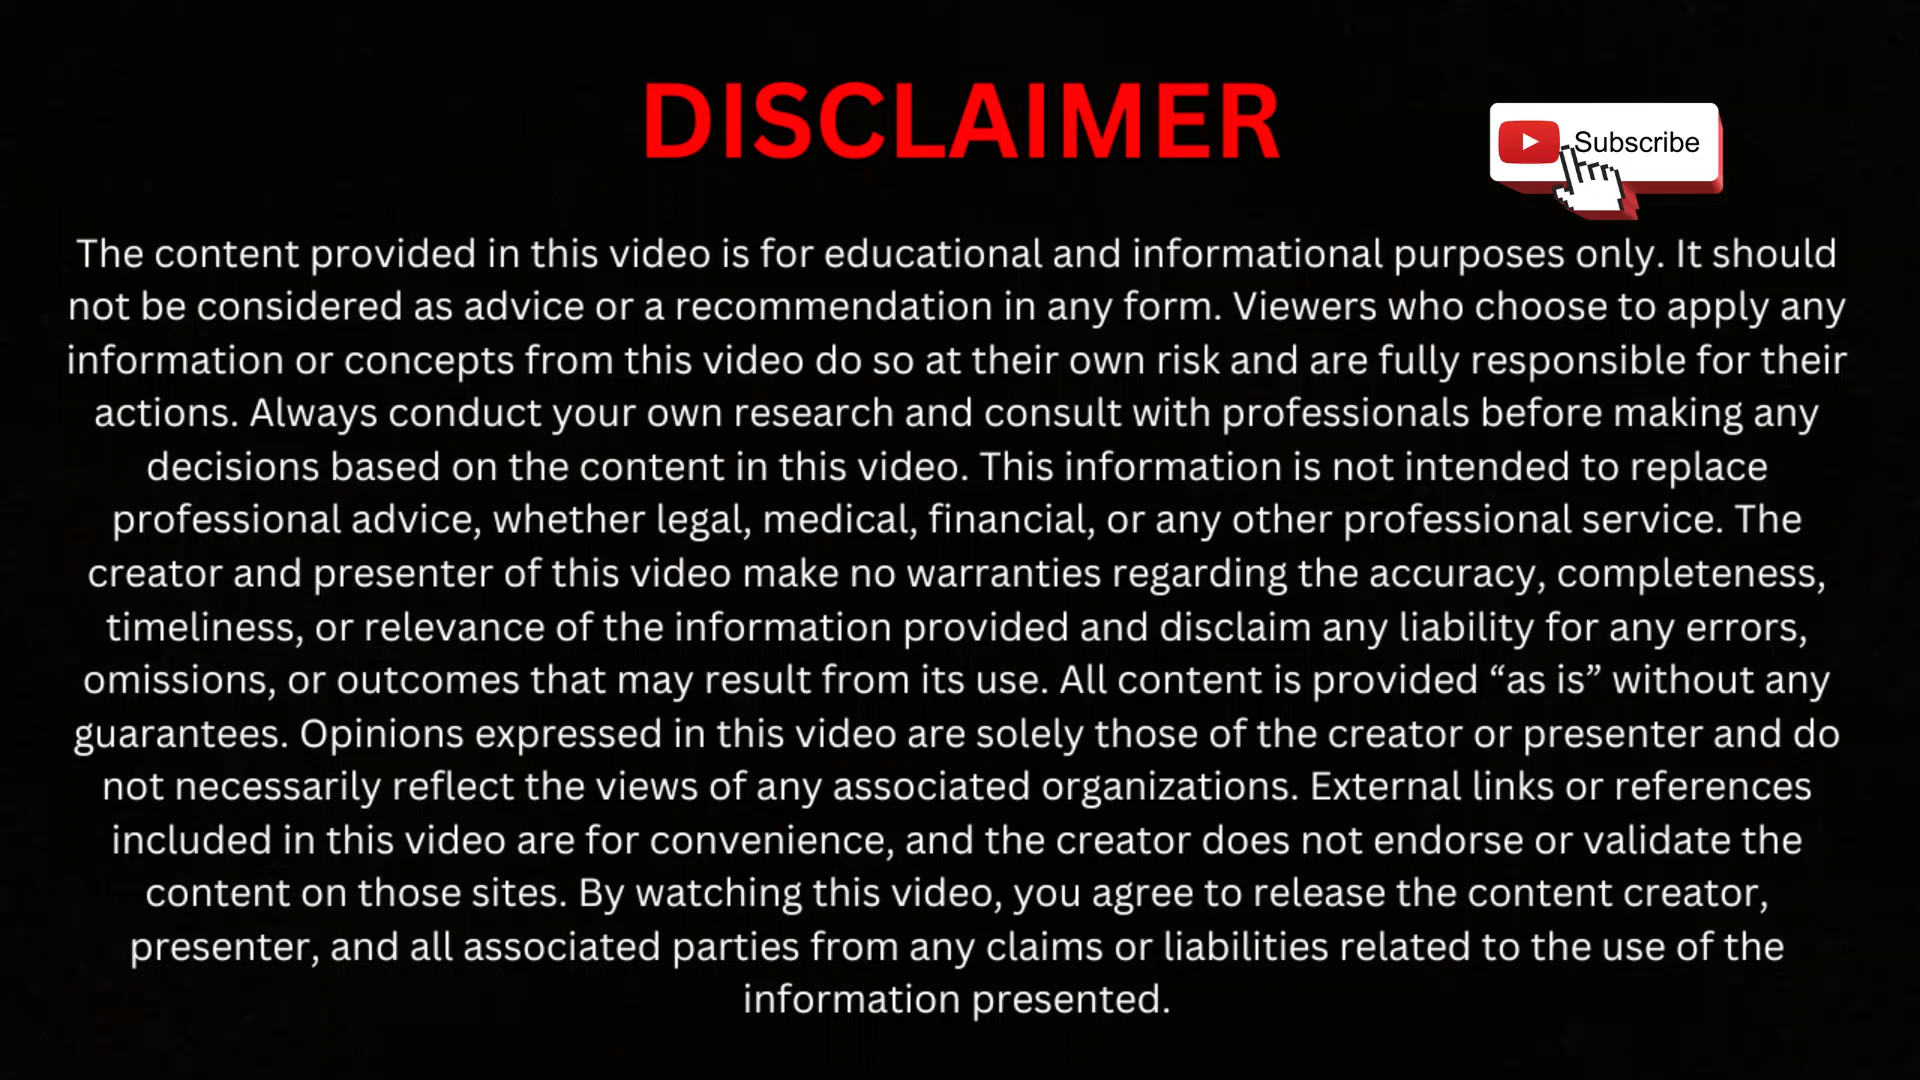 DISCLAIMER
Subscribe
The content provided in this video is for educational and informational purposes only. It should
not be considered as advice or a recommendation in any form. Viewers who choose to apply any
information or concepts from this video do so at their own risk and are fully responsible for their
actions. Always conduct your own research and consult with professionals before making any
decisions based on the content in this video. This information is not intended to replace
professional advice, whether legal, medical, financial, or any other professional service. The
creator and presenter of this video make no warranties regarding the accuracy, completeness,
timeliness, or relevance of the information provided and disclaim any liability for any errors,
omissions, or outcomes that may result from its use. All content is provided “as is” without any
guarantees. Opinions expressed in this video are solely those of the creator or presenter and do
not necessarily reflect the views of any associated organizations. External links or references
included in this video are for convenience, and the creator does not endorse or validate the
content on those sites. By watching this video, you agree to release the content creator,
presenter, and all associated parties from any claims or liabilities related to the use of the
information presented.